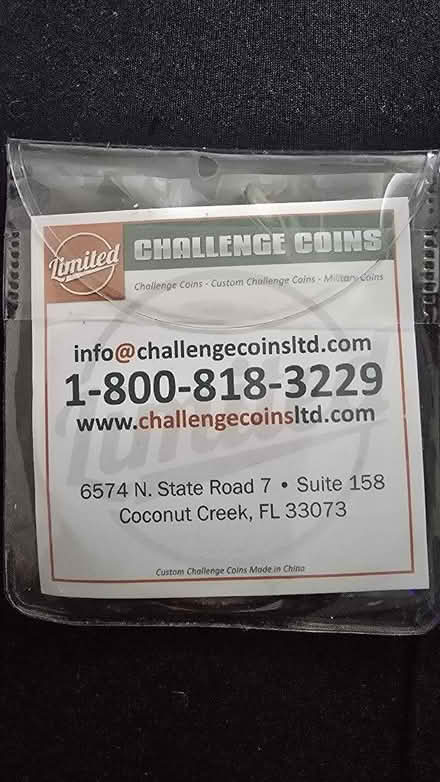 Limited
CHALLENGE COINS
Challenge Coins - Custom Challenge Coins - Military Coins
info@challengecoinsltd.com
1-800-818-3229
www.challengecoinsltd.com
6574 N. State Road 7 • Suite 158
Coconut Creek, FL 33073
Custom Challenge Coins Made in China